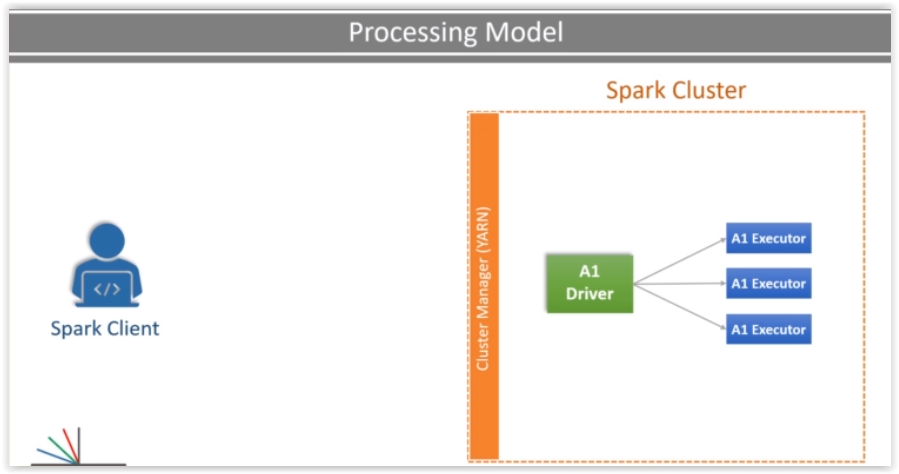 Processing Model
Spark Cluster
Cluster Manager (YARN)
A1
Driver
A1 Executor
A1 Executor
A1 Executor
</>
Spark Client